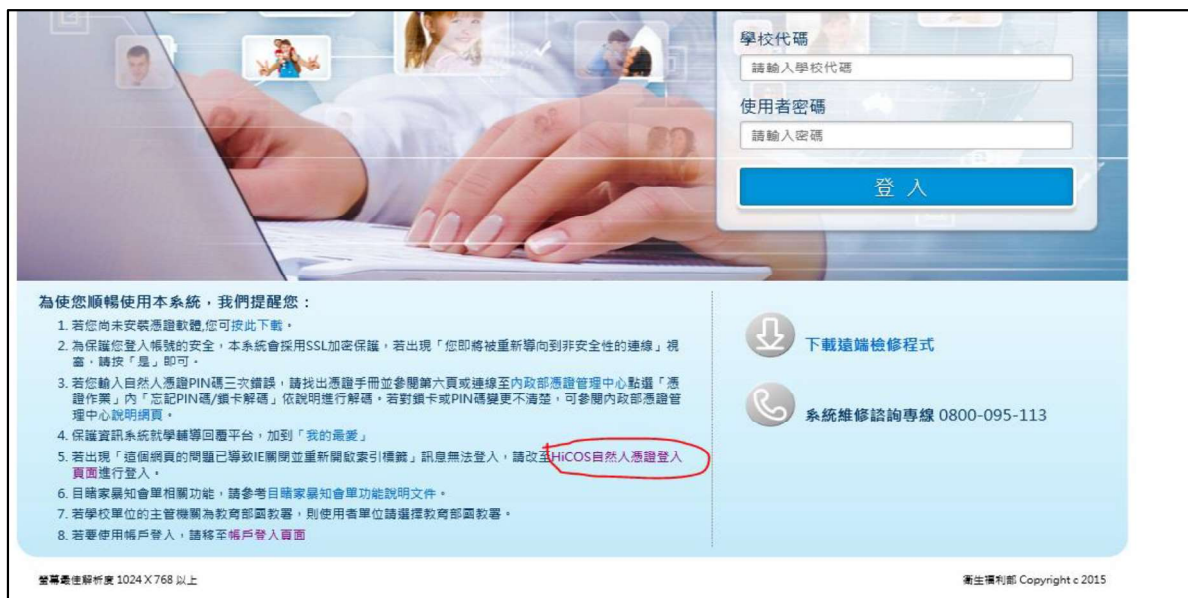 學校代碼
請輸入學校代碼
使用者密碼
請輸入密碼
登入
為使您順暢使用本系統，我們提醒您：
1. 若您尚未安裝憑證軟體,您可按此下載。
2. 為保護您登入帳號的安全，本系統會採用SSL加密保護，若出現「您即將被重新導向到非安全性的連線」視
窗，請按「是」即可。
3. 若您輸入自然人憑證PIN碼三次錯誤，請找出憑證手冊並參閱第六頁或連線至內政部憑證管理中心點選「憑
證作業」內「忘記PIN碼/鎖卡解碼」依說明進行解碼。若對鎖卡或PIN碼變更不清楚，可參閱內政部憑證管
理中心說明網頁。
4. 保護資訊系統就學輔導回覆平台，加到「我的最愛」
5. 若出現「這個網頁的問題已導致IE關閉並重新開啟索引標籤」訊息無法登入，請改至HiCOS自然人憑證登入
頁面進行登入。
6. 目睹家暴知會單相關功能，請參考目睹家暴知會單功能說明文件。
7. 若學校單位的主管機關為教育部國教署，則使用者單位請選擇教育部國教署。
8. 若要使用帳戶登入，請移至帳戶登入頁面
下載遠端檢修程式
系統維修諮詢專線 0800-095-113
螢幕最佳解析度 1024 X 768 以上
衛生福利部 Copyright c 2015